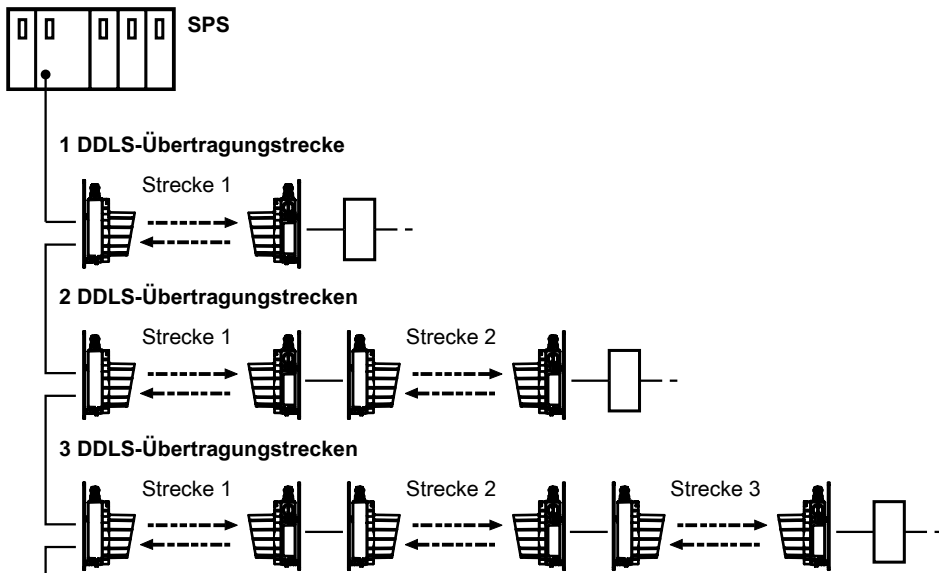 SPS
1 DDLS-Übertragungstrecke
Strecke 1
2 DDLS-Übertragungstrecken
Strecke 1 Strecke 2
3 DDLS-Übertragungstrecken
Strecke 1 Strecke 2 Strecke 3